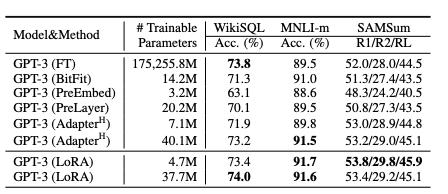 Model&Method # Trainable Parameters WikiSQL Acc. (%) MNLI-m Acc. (%) SAMSum R1/R2/RL
GPT-3 (FT) 175,255.8M 73.8 89.5 52.0/28.0/44.5
GPT-3 (BitFit) 14.2M 71.3 91.0 51.3/27.4/43.5
GPT-3 (PreEmbed) 3.2M 63.1 88.6 48.3/24.2/40.5
GPT-3 (PreLayer) 20.2M 70.1 89.5 50.8/27.3/43.5
GPT-3 (Adapterᴴ) 7.1M 71.9 89.8 53.0/28.9/44.8
GPT-3 (Adapterᴴ) 40.1M 73.2 91.5 53.2/29.0/45.1
GPT-3 (LoRA) 4.7M 73.4 91.7 53.8/29.8/45.9
GPT-3 (LoRA) 37.7M 74.0 91.6 53.4/29.2/45.1